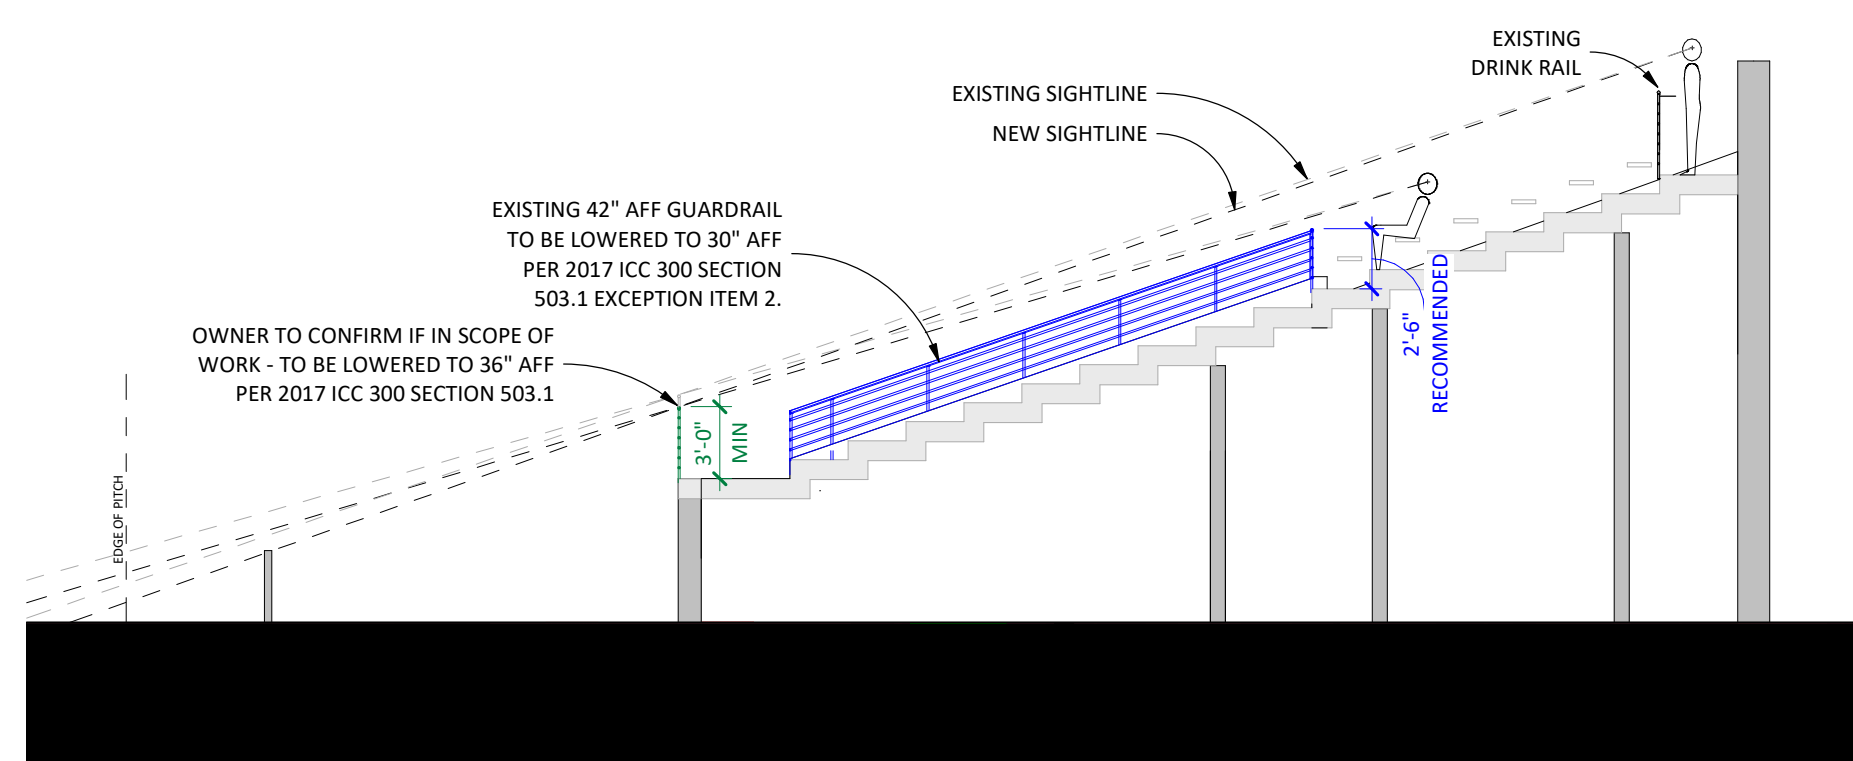 EXISTING
DRINK RAIL
EXISTING SIGHTLINE
NEW SIGHTLINE
EXISTING 42" AFF GUARDRAIL
TO BE LOWERED TO 30" AFF
PER 2017 ICC 300 SECTION
503.1 EXCEPTION ITEM 2.
OWNER TO CONFIRM IF IN SCOPE OF
WORK - TO BE LOWERED TO 36" AFF
PER 2017 ICC 300 SECTION 503.1
2'-6"
RECOMMENDED
3'-0"
MIN
EDGE OF PITCH